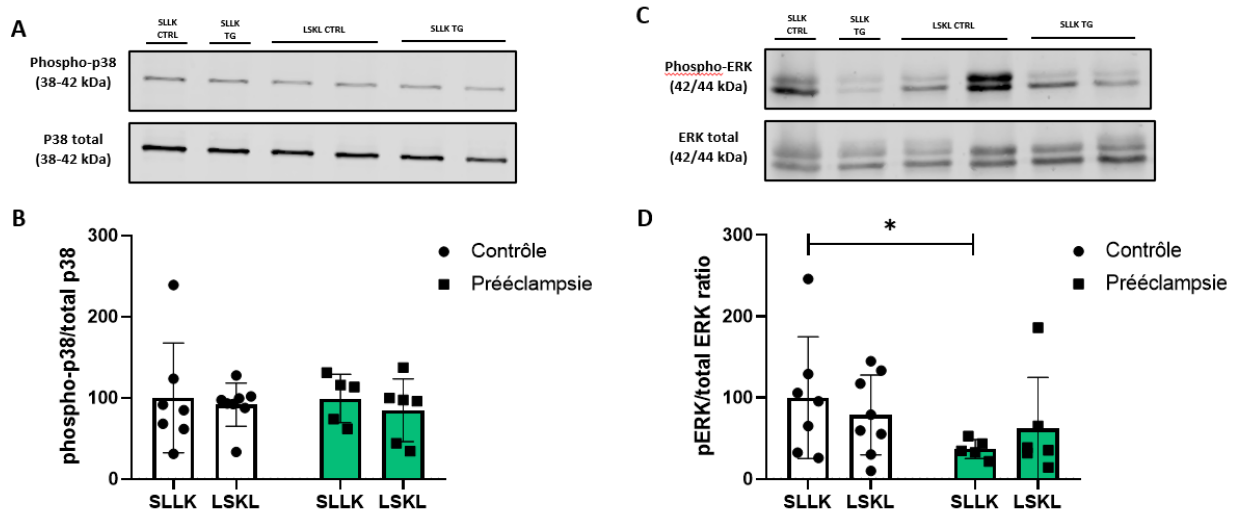 A
SLLK
CTRL
SLLK
TG
LSKL CTRL
SLLK TG
Phospho-p38
(38-42 kDa)
P38 total
(38-42 kDa)
B
phospho-p38/total p38
300
200
100
0
Contrôle
Prééclampsie
SLLK
LSKL
SLLK
LSKL
C
SLLK
CTRL
SLLK
TG
LSKL CTRL
SLLK TG
Phospho-ERK
(42/44 kDa)
ERK total
(42/44 kDa)
D
pERK/total ERK ratio
300
200
100
0
*
Contrôle
Prééclampsie
SLLK
LSKL
SLLK
LSKL